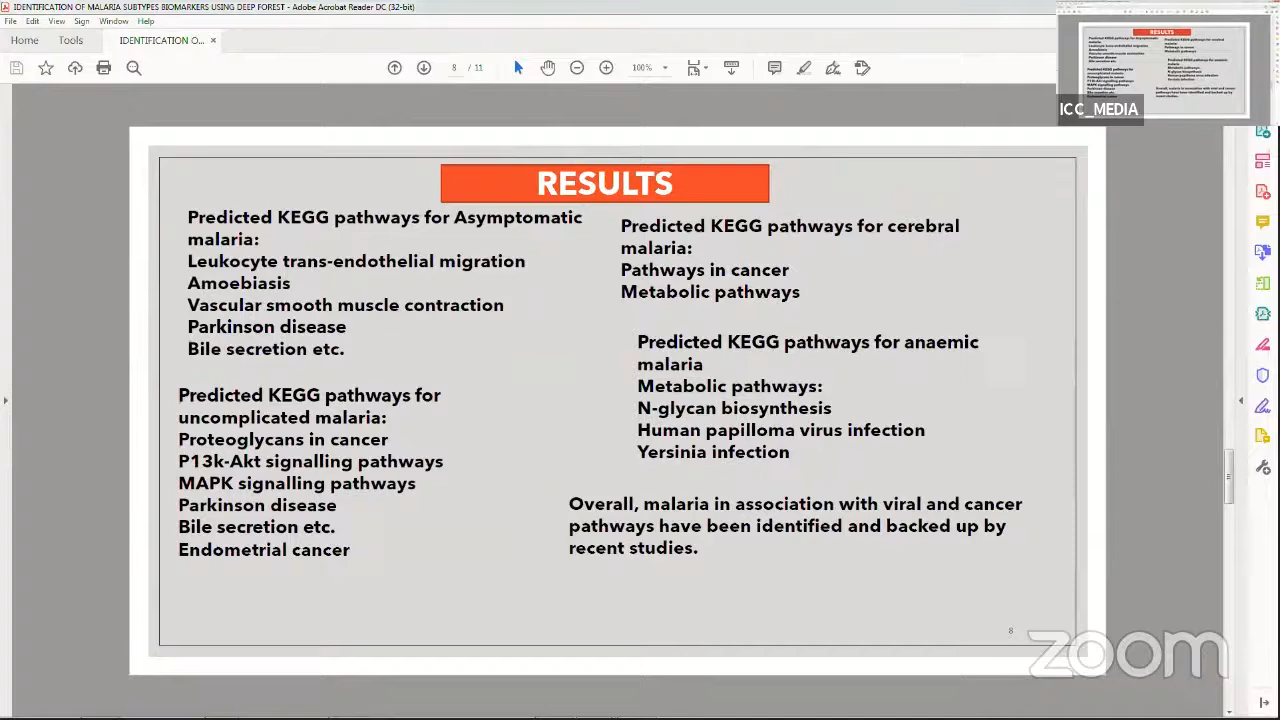 IDENTIFICATION OF MALARIA SUBTYPES BIOMARKERS USING DEEP FOREST - Adobe Acrobat Reader DC (32-bit)
File Edit View Sign Window Help
Home Tools IDENTIFICATION O... ×
ICC_MEDIA
RESULTS
Predicted KEGG pathways for Asymptomatic
malaria:
Leukocyte trans-endothelial migration
Amoebiasis
Vascular smooth muscle contraction
Parkinson disease
Bile secretion etc.
Predicted KEGG pathways for
uncomplicated malaria:
Proteoglycans in cancer
P13k-Akt signalling pathways
MAPK signalling pathways
Parkinson disease
Bile secretion etc.
Endometrial cancer
Predicted KEGG pathways for cerebral
malaria:
Pathways in cancer
Metabolic pathways
Predicted KEGG pathways for anaemic
malaria
Metabolic pathways:
N-glycan biosynthesis
Human papilloma virus infection
Yersinia infection
Overall, malaria in association with viral and cancer
pathways have been identified and backed up by
recent studies.
8
zoom